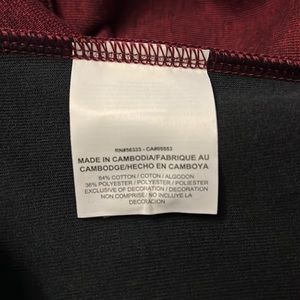 RN#56323 - CA#05553
MADE IN CAMBODIA/FABRIQUE AU
CAMBODGE/HECHO EN CAMBOYA
64% COTTON / COTON / ALGODON
36% POLYESTER / POLYESTER / POLIESTER
EXCLUSIVE OF DECORATION / DECORATION
NON COMPRISE/ NO INCLUYE LA
DECORACION